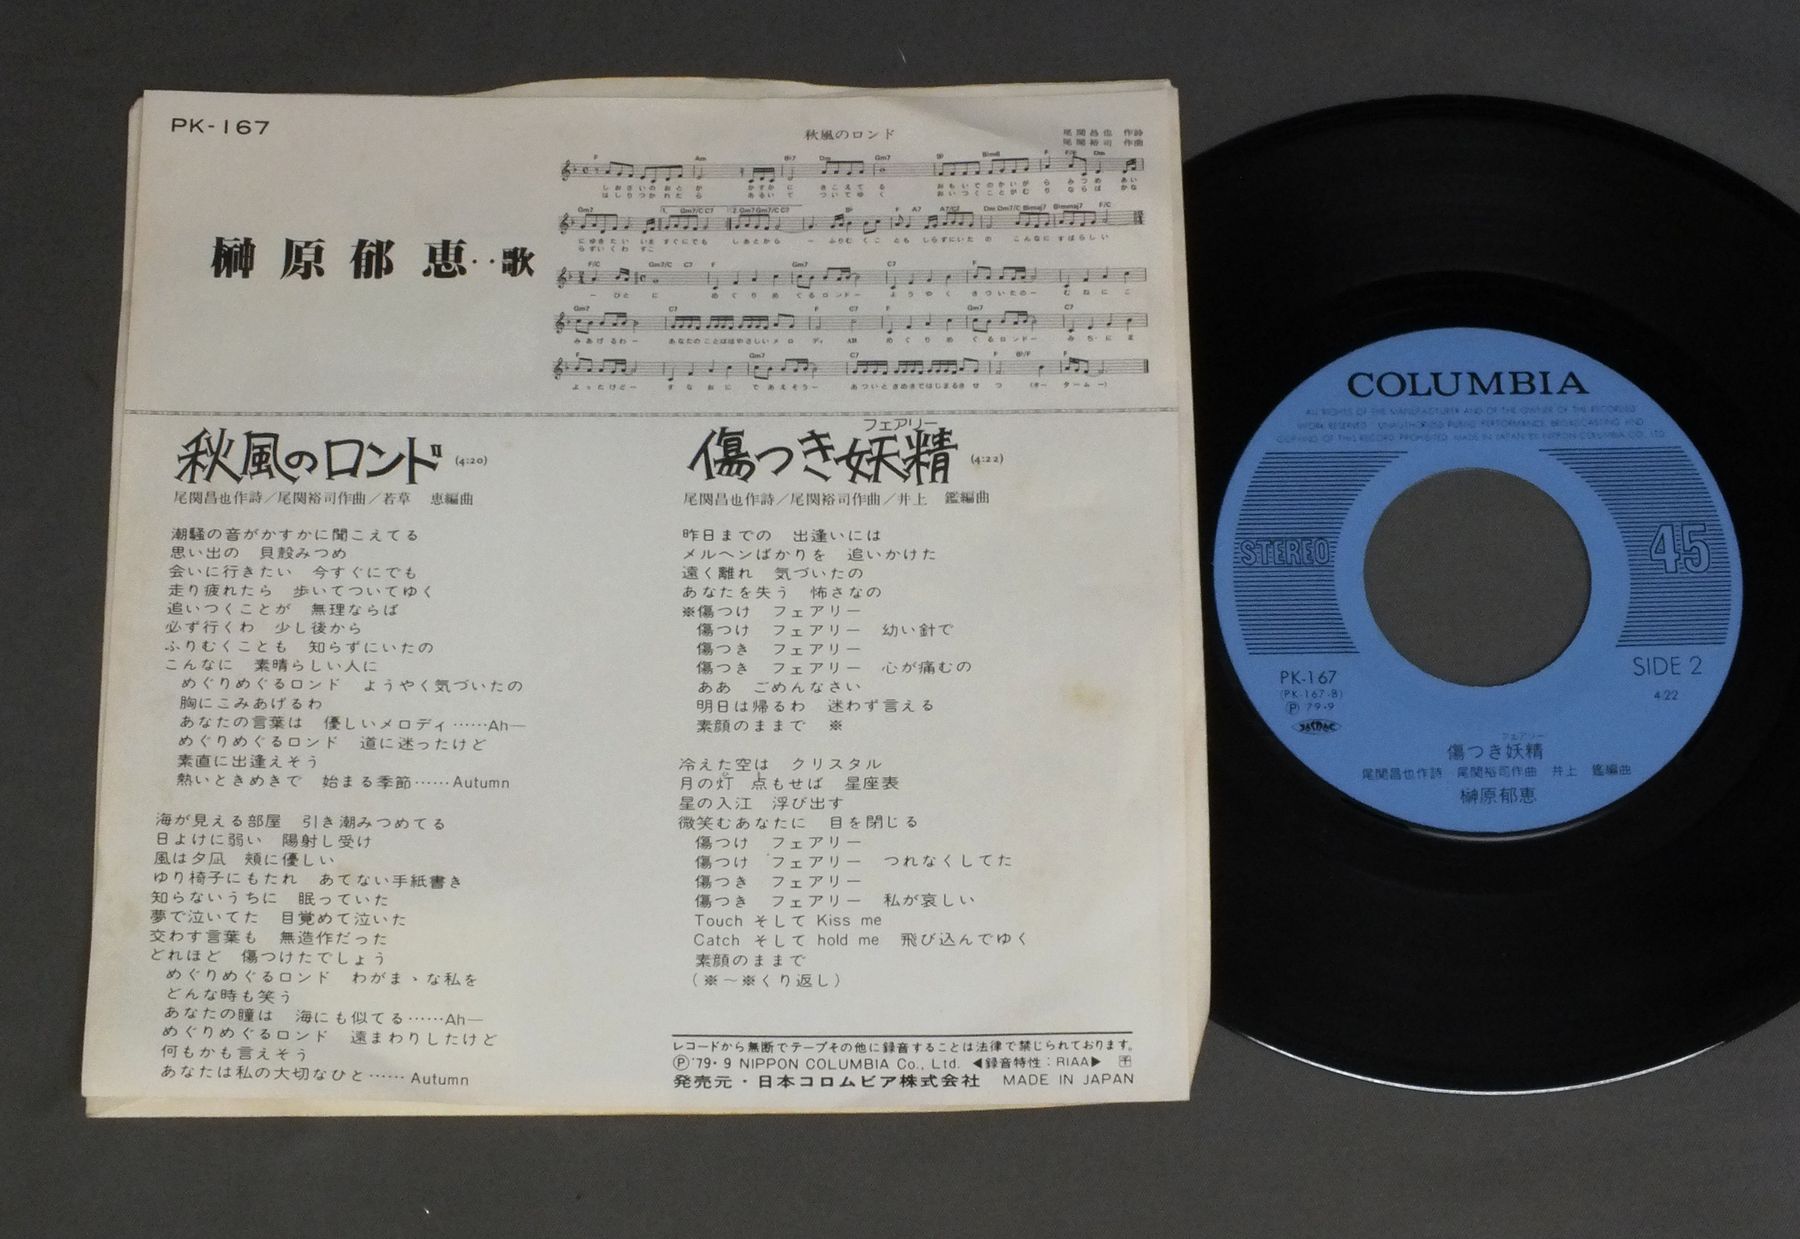 PK-167
榊原郁恵‥歌
秋風のロンド
尾関昌也 作詩
尾関裕司 作曲
秋風のロンド (4:20)
尾関昌也作詩／尾関裕司作曲／若草　恵編曲
潮騒の音がかすかに聞こえてる
思い出の　貝殻みつめ
会いに行きたい　今すぐにでも
走り疲れたら　歩いてついてゆく
追いつくことが　無理ならば
必ず行くわ　少し後から
ふりむくことも　知らずにいたの
こんなに　素晴らしい人に
めぐりめぐるロンド　ようやく気づいたの
胸にこみあげるわ
あなたの言葉は　優しいメロディ……Ah—
めぐりめぐるロンド　道に迷ったけど
素直に出逢えそう
熱いときめきで　始まる季節……Autumn
海が見える部屋　引き潮みつめてる
日よけに弱い　陽射し受け
風は夕凪　頬に優しい
ゆり椅子にもたれ　あてない手紙書き
知らないうちに　眠っていた
夢で泣いてた　目覚めて泣いた
交わす言葉も　無造作だった
どれほど　傷つけたでしょう
めぐりめぐるロンド　わがまゝな私を
どんな時も笑う
あなたの瞳は　海にも似てる……Ah—
めぐりめぐるロンド　遠まわりしたけど
何もかも言えそう
あなたは私の大切なひと……Autumn
フェアリー
傷つき妖精 (4:22)
尾関昌也作詩／尾関裕司作曲／井上　鑑編曲
昨日までの　出逢いには
メルヘンばかりを　追いかけた
遠く離れ　気づいたの
あなたを失う　怖さなの
※傷つけ　フェアリー
傷つけ　フェアリー　幼い針で
傷つき　フェアリー
傷つき　フェアリー　心が痛むの
ああ　ごめんなさい
明日は帰るわ　迷わず言える
素顔のままで　※
冷えた空は　クリスタル
月の灯　点もせば　星座表
星の入江　浮び出す
微笑むあなたに　目を閉じる
傷つけ　フェアリー
傷つけ　フェアリー　つれなくしてた
傷つき　フェアリー
傷つき　フェアリー　私が哀しい
Touch そして Kiss me
Catch そして hold me　飛び込んでゆく
素顔のままで
（※〜※くり返し）
レコードから無断でテープその他に録音することは法律で禁じられております。
Ⓟ'79・9 NIPPON COLUMBIA Co., Ltd. ◀録音特性：RIAA▶
発売元・日本コロムビア株式会社　MADE IN JAPAN
COLUMBIA
ALL RIGHTS OF THE MANUFACTURER AND OF THE OWNER OF THE RECORDED
WORK RESERVED. UNAUTHORISED PUBLIC PERFORMANCE, BROADCASTING AND
COPYING OF THIS RECORD PROHIBITED. MADE IN JAPAN BY NIPPON COLUMBIA CO., LTD.
STEREO
45
PK-167
(PK-167-B)
Ⓟ 79・9
JASRAC
SIDE 2
4:22
フェアリー
傷つき妖精
尾関昌也作詩　尾関裕司作曲　井上　鑑編曲
榊原郁恵